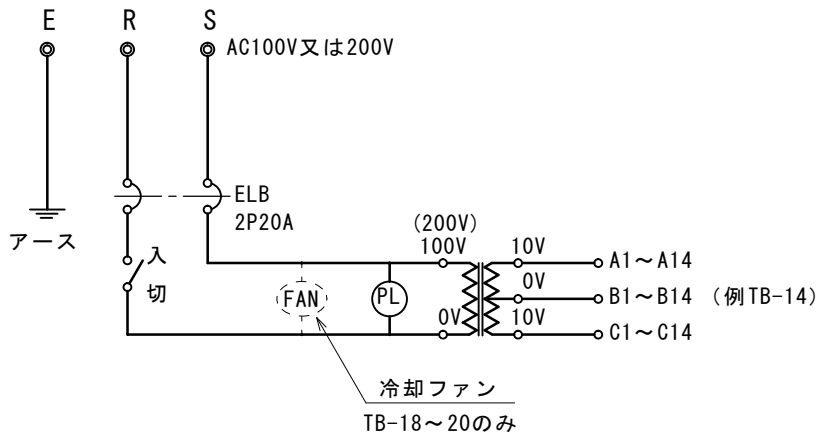 E R S
AC100V又は200V
ELB
2P20A
アース
入
切
(200V)
100V
10V
A1～A14
0V
B1～B14 (例TB-14)
FAN
PL
0V
10V
C1～C14
冷却ファン
TB-18～20のみ